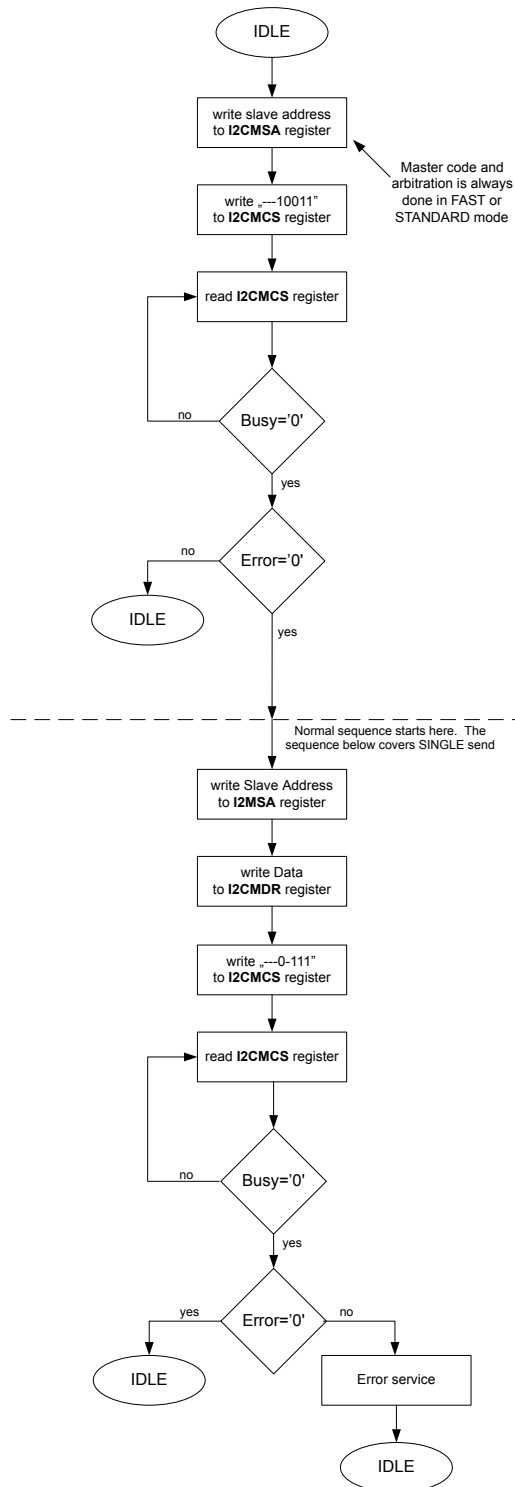 IDLE
write slave address
to I2CMSA register
Master code and
arbitration is always
done in FAST or
STANDARD mode
write „---10011”
to I2CMCS register
read I2CMCS register
Busy='0'
no
yes
Error='0'
no
IDLE
yes
Normal sequence starts here. The
sequence below covers SINGLE send
write Slave Address
to I2MSA register
write Data
to I2CMDR register
write „---0-111”
to I2CMCS register
read I2CMCS register
Busy='0'
no
yes
Error='0'
yes
no
IDLE
Error service
IDLE